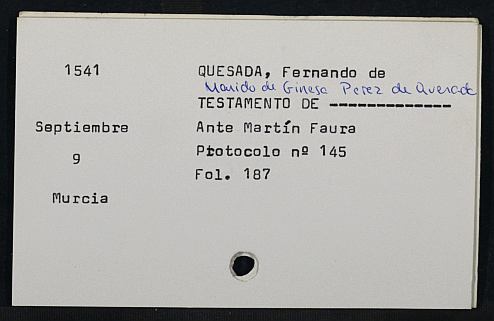 1541
QUESADA, Fernando de
Marido de Ginesa Perez de Quesada
TESTAMENTO DE -------------
Septiembre
9
Murcia
Ante Martín Faura
Protocolo nº 145
Fol. 187